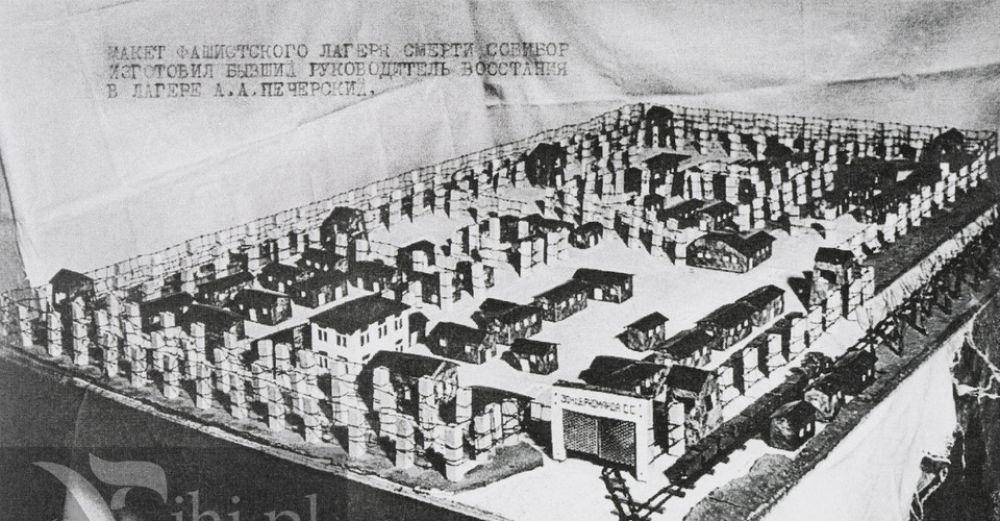 МАКЕТ ФАШИСТСКОГО ЛАГЕРЯ СМЕРТИ СОБИБОР
ИЗГОТОВИЛ БЫВШИЙ РУКОВОДИТЕЛЬ ВОССТАНИЯ
В ЛАГЕРЕ А.А.ПЕЧЕРСКИЙ.
ЗОНДЕРКОМАНДА С.С.
jhi.pl